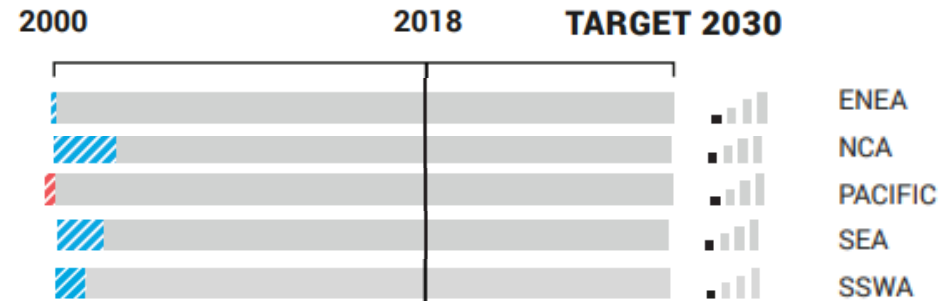 2000 2018 TARGET 2030
ENEA
NCA
PACIFIC
SEA
SSWA